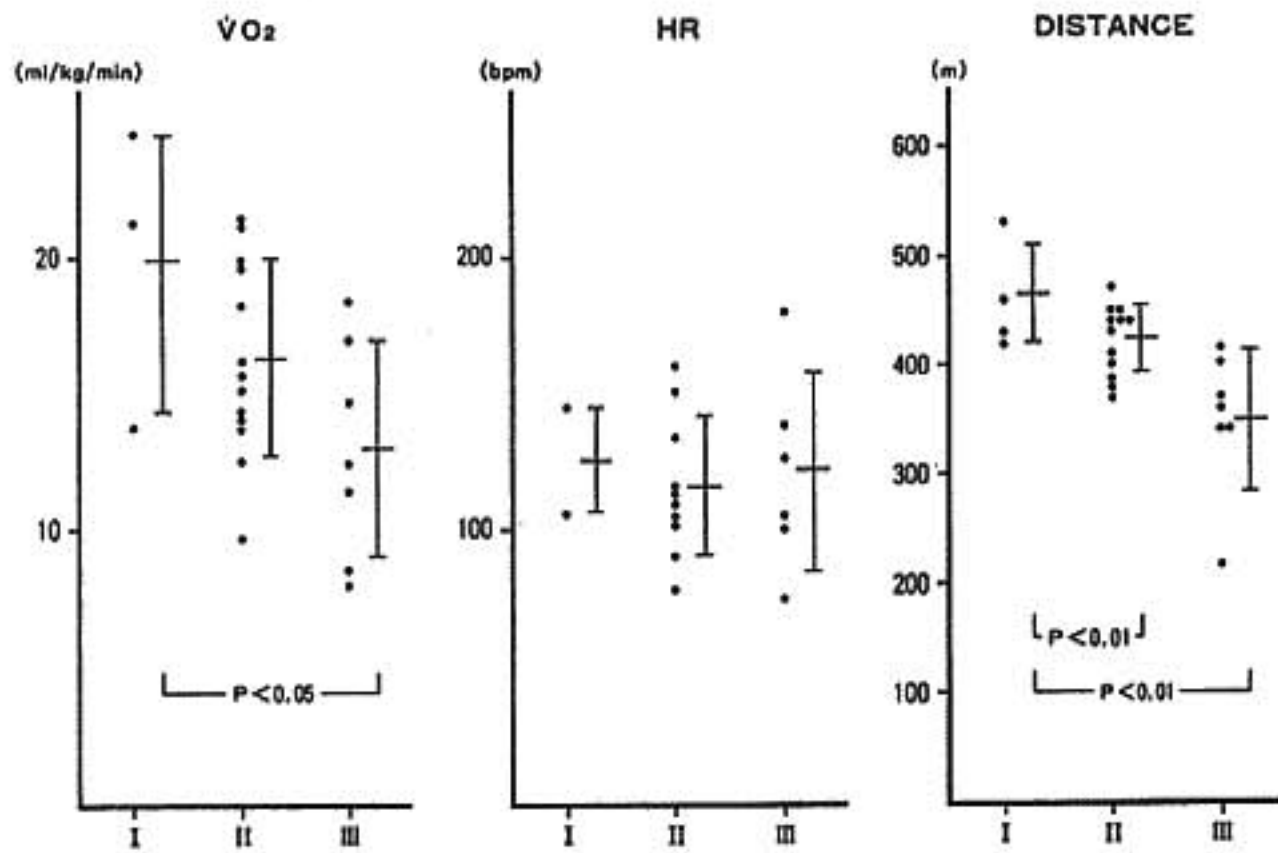 V̇O2
(ml/kg/min)
20
10
P<0.05
I II III
HR
(bpm)
200
100
I II III
DISTANCE
(m)
600
500
400
300
200
100
P<0.01
P<0.01
I II III